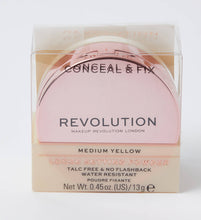 CONCEAL & FIX
REVOLUTION
MAKEUP REVOLUTION LONDON
MEDIUM YELLOW
TALC FREE & NO FLASHBACK
WATER RESISTANT
POUDRE FIXANTE
Net Wt. 0.45oz.(US)/13g ℮